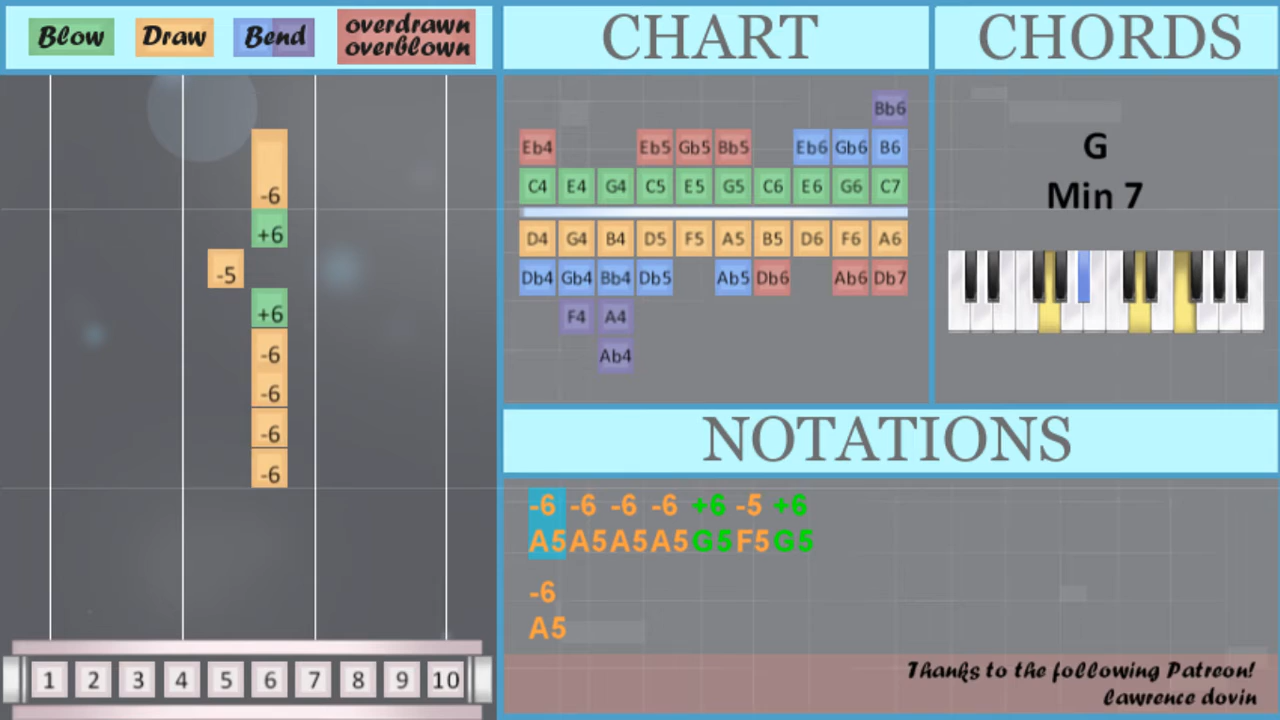 Blow
Draw
Bend
overdrawn
overblown
CHART
CHORDS
-6
+6
-5
+6
-6
-6
-6
-6
1 2 3 4 5 6 7 8 9 10
Bb6
Eb4 Eb5 Gb5 Bb5 Eb6 Gb6 B6
C4 E4 G4 C5 E5 G5 C6 E6 G6 C7
D4 G4 B4 D5 F5 A5 B5 D6 F6 A6
Db4 Gb4 Bb4 Db5 Ab5 Db6 Ab6 Db7
F4 A4
Ab4
G
Min 7
NOTATIONS
-6 -6 -6 -6 +6 -5 +6
A5 A5 A5 A5 G5 F5 G5
-6
A5
Thanks to the following Patreon!
lawrence dovin